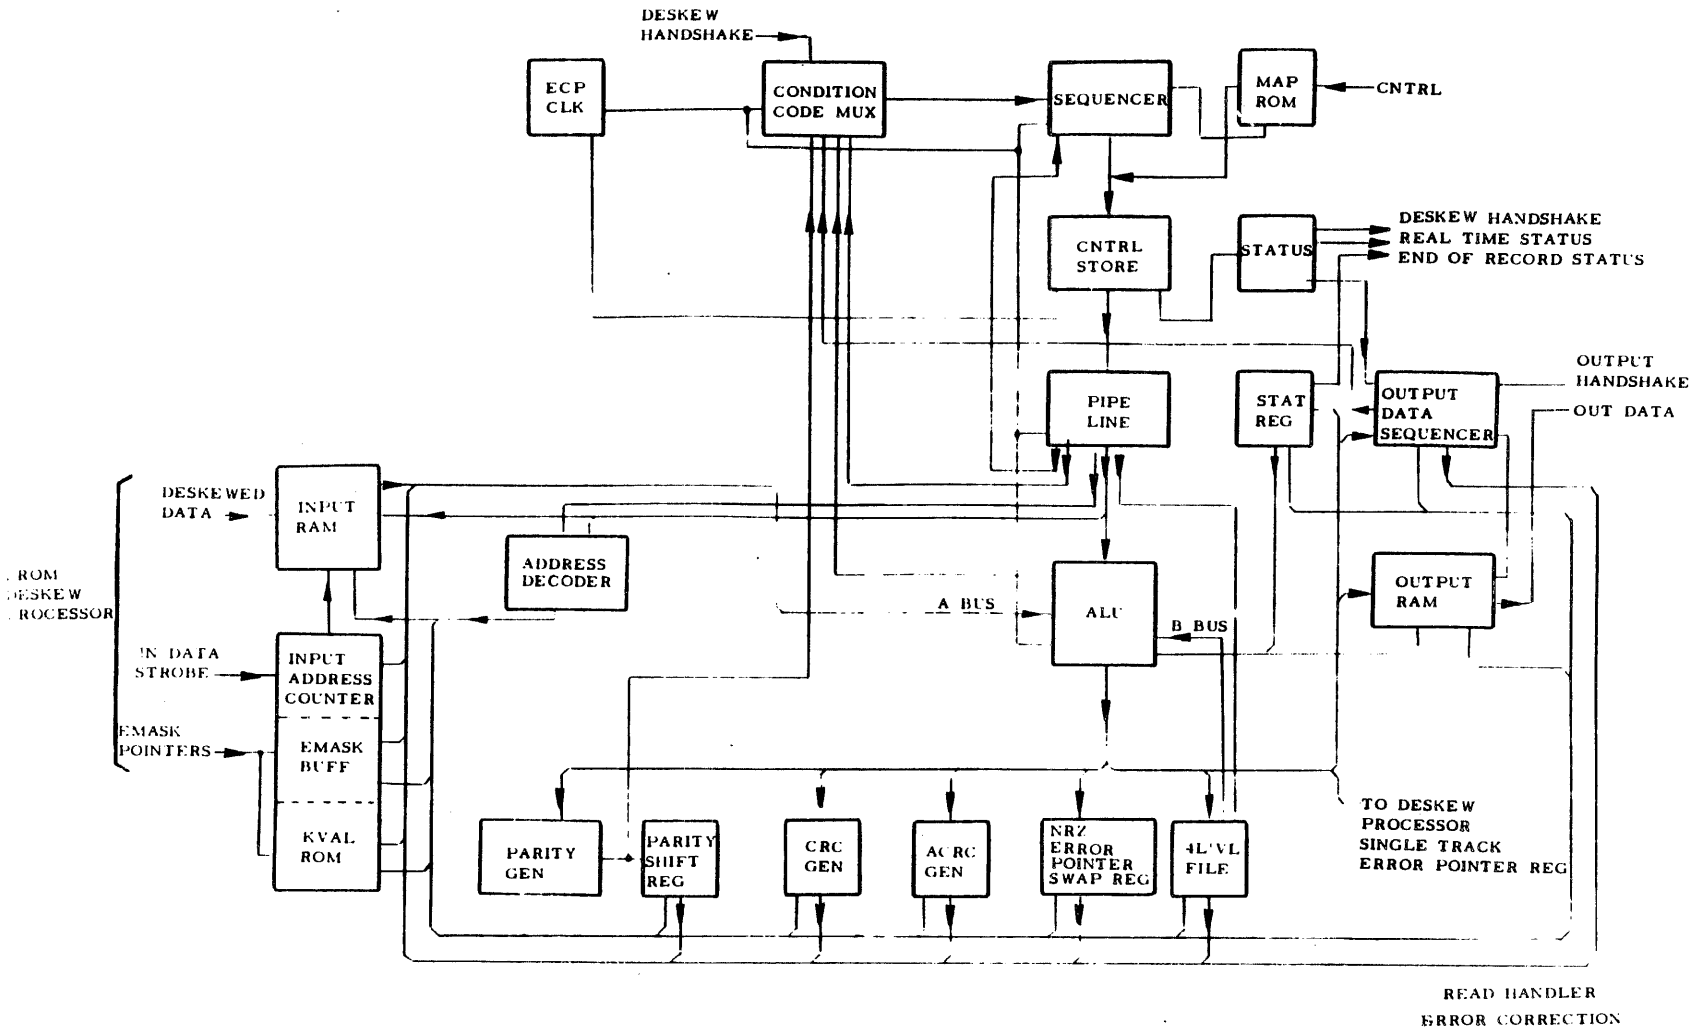 DESKEW
HANDSHAKE
ECP
CLK
CONDITION
CODE MUX
SEQUENCER
MAP
ROM
CNTRL
CNTRL
STORE
STATUS
DESKEW HANDSHAKE
REAL TIME STATUS
END OF RECORD STATUS
PIPE
LINE
STAT
REG
OUTPUT
DATA
SEQUENCER
OUTPUT
HANDSHAKE
OUT DATA
DESKEWED
DATA
INPUT
RAM
ADDRESS
DECODER
ROM
DESKEW
ROCESSOR
A BUS
ALU
B BUS
OUTPUT
RAM
IN DATA
STROBE
INPUT
ADDRESS
COUNTER
EMASK
POINTERS
EMASK
BUFF
KVAL
ROM
PARITY
GEN
PARITY
SHIFT
REG
CRC
GEN
ACRC
GEN
NRZ
ERROR
POINTER
SWAP REG
FILE
TO DESKEW
PROCESSOR
SINGLE TRACK
ERROR POINTER REG
READ HANDLER
ERROR CORRECTION